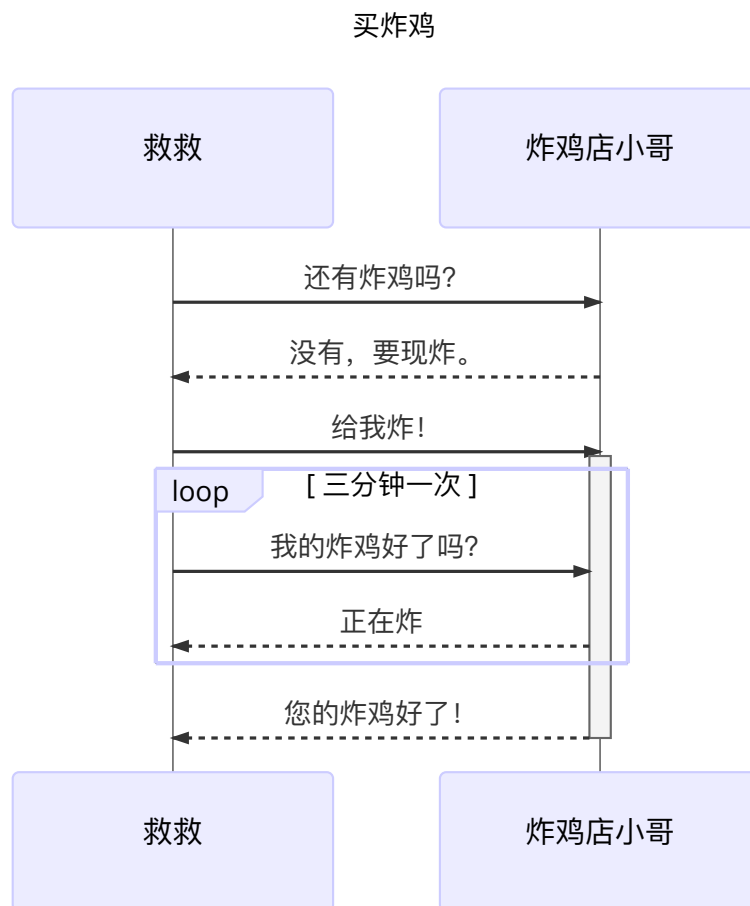 买炸鸡
救救
炸鸡店小哥
还有炸鸡吗？
没有，要现炸。
给我炸！
loop
[ 三分钟一次 ]
我的炸鸡好了吗？
正在炸
您的炸鸡好了！
救救
炸鸡店小哥